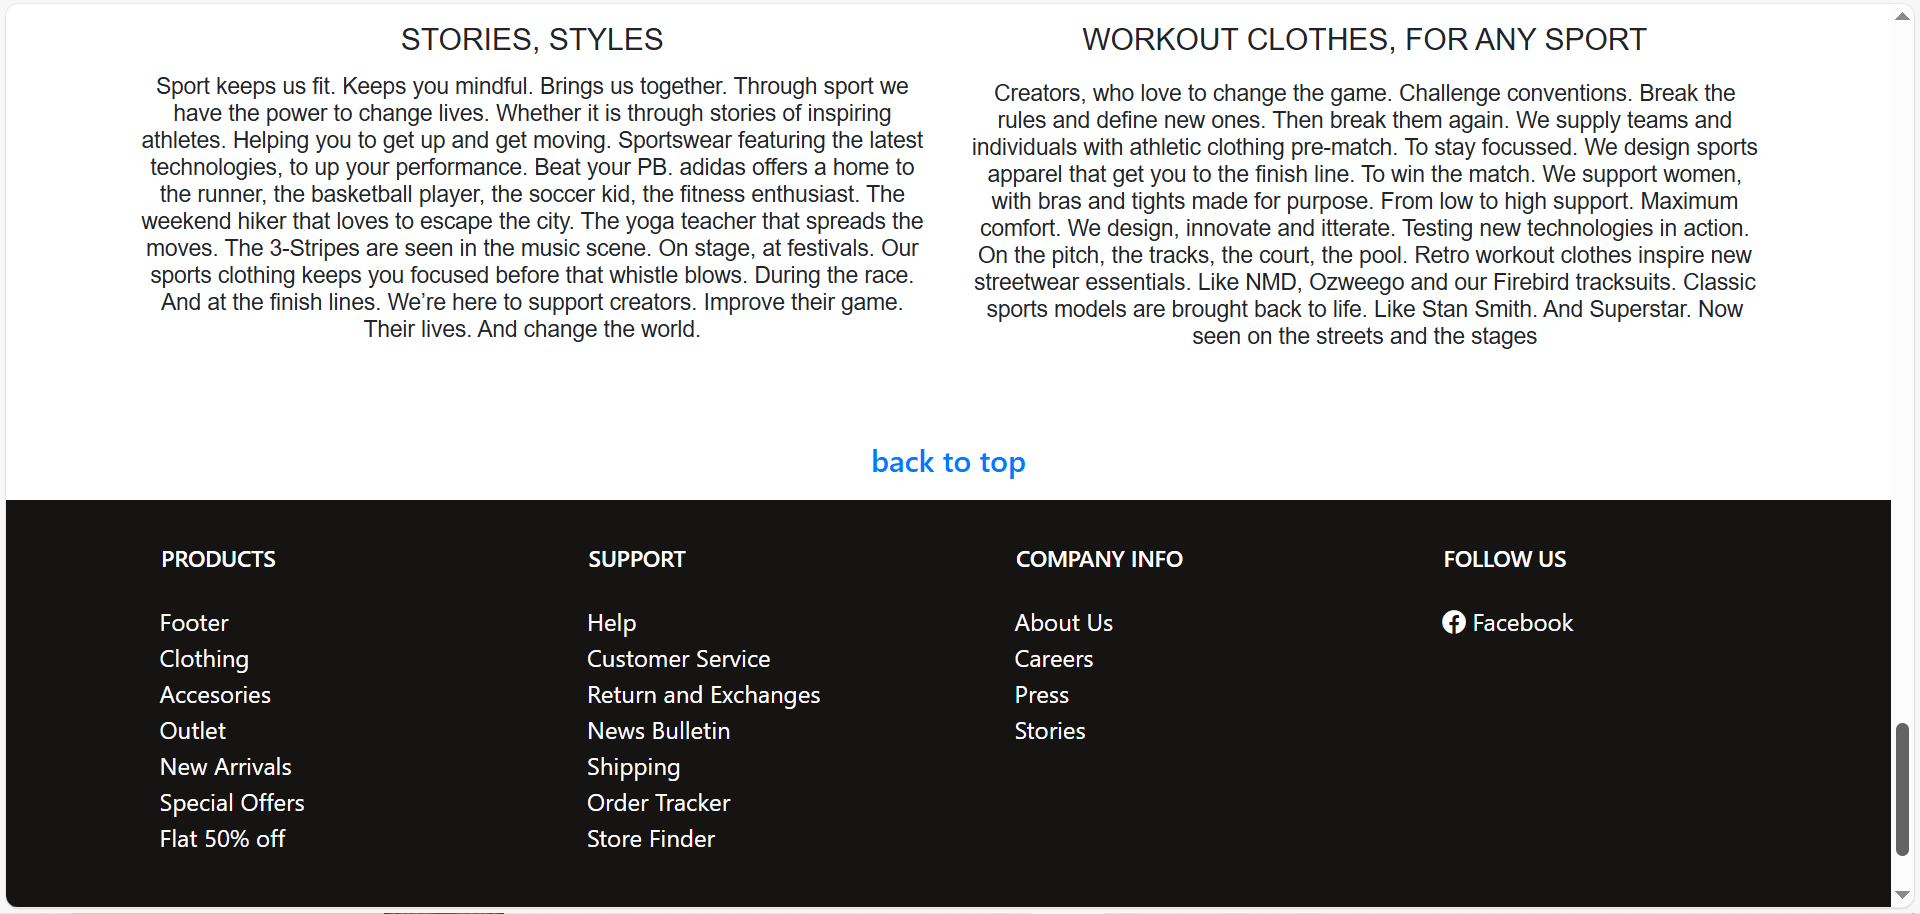 STORIES, STYLES
Sport keeps us fit. Keeps you mindful. Brings us together. Through sport we
have the power to change lives. Whether it is through stories of inspiring
athletes. Helping you to get up and get moving. Sportswear featuring the latest
technologies, to up your performance. Beat your PB. adidas offers a home to
the runner, the basketball player, the soccer kid, the fitness enthusiast. The
weekend hiker that loves to escape the city. The yoga teacher that spreads the
moves. The 3-Stripes are seen in the music scene. On stage, at festivals. Our
sports clothing keeps you focused before that whistle blows. During the race.
And at the finish lines. We’re here to support creators. Improve their game.
Their lives. And change the world.
WORKOUT CLOTHES, FOR ANY SPORT
Creators, who love to change the game. Challenge conventions. Break the
rules and define new ones. Then break them again. We supply teams and
individuals with athletic clothing pre-match. To stay focussed. We design sports
apparel that get you to the finish line. To win the match. We support women,
with bras and tights made for purpose. From low to high support. Maximum
comfort. We design, innovate and itterate. Testing new technologies in action.
On the pitch, the tracks, the court, the pool. Retro workout clothes inspire new
streetwear essentials. Like NMD, Ozweego and our Firebird tracksuits. Classic
sports models are brought back to life. Like Stan Smith. And Superstar. Now
seen on the streets and the stages
back to top
PRODUCTS
Footer
Clothing
Accesories
Outlet
New Arrivals
Special Offers
Flat 50% off
SUPPORT
Help
Customer Service
Return and Exchanges
News Bulletin
Shipping
Order Tracker
Store Finder
COMPANY INFO
About Us
Careers
Press
Stories
FOLLOW US
Facebook